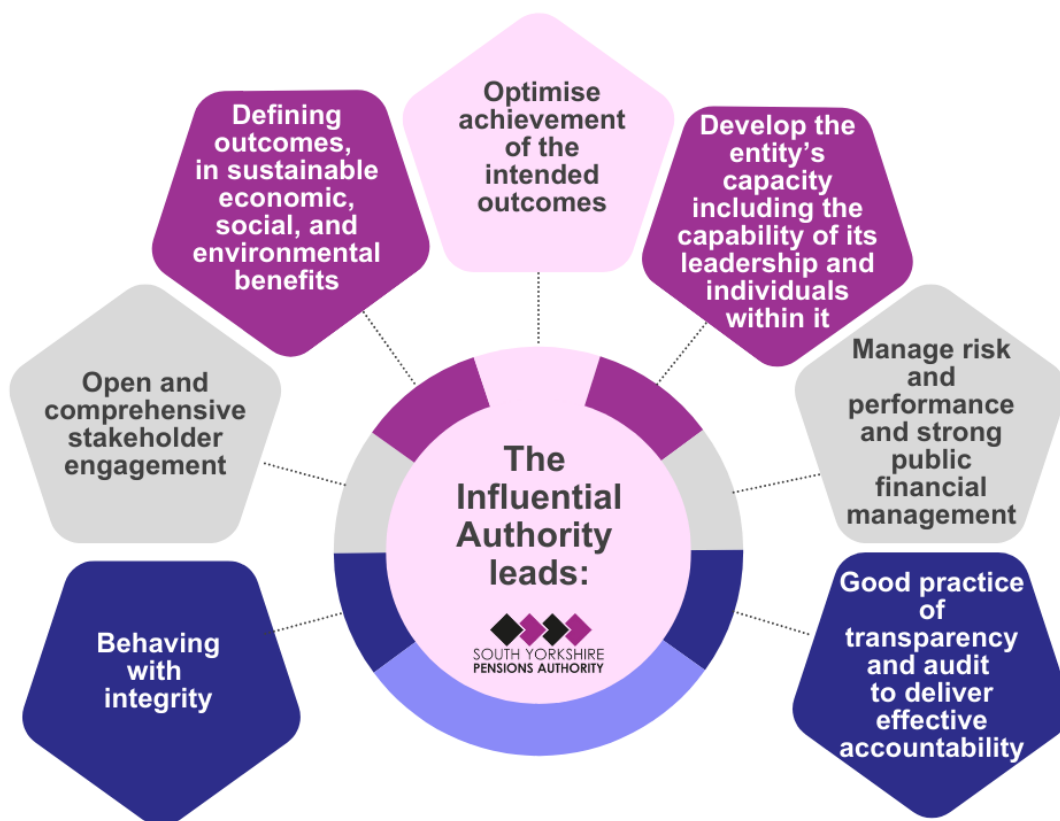 Optimise
achievement
of the
intended
outcomes
Defining
outcomes,
in sustainable
economic,
social, and
environmental
benefits
Develop the
entity’s
capacity
including the
capability of its
leadership and
individuals
within it
Open and
comprehensive
stakeholder
engagement
Manage risk
and
performance
and strong
public
financial
management
The
Influential
Authority
leads:
SOUTH YORKSHIRE
PENSIONS AUTHORITY
Behaving
with
integrity
Good practice
of
transparency
and audit
to deliver
effective
accountability